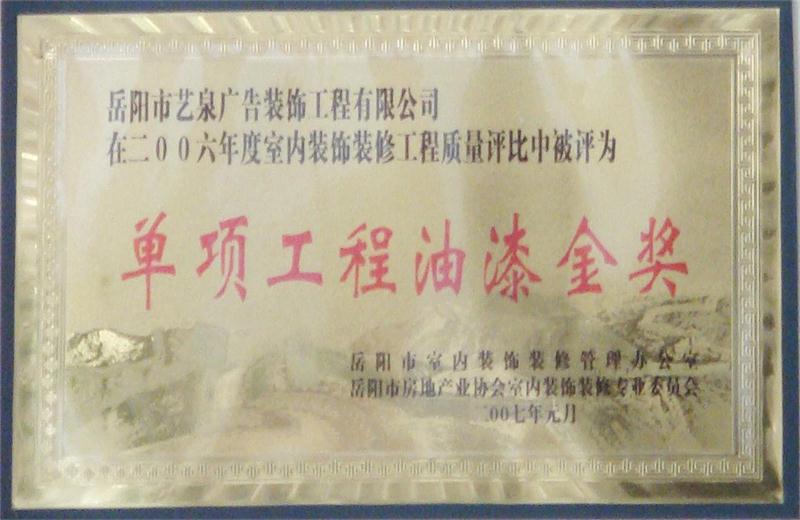 岳阳市艺泉广告装饰工程有限公司
在二00六年度室内装饰装修工程质量评比中被评为
单项工程油漆金奖
岳阳市室内装饰装修管理办公室
岳阳市房地产业协会室内装饰装修专业委员会
二00七年元月